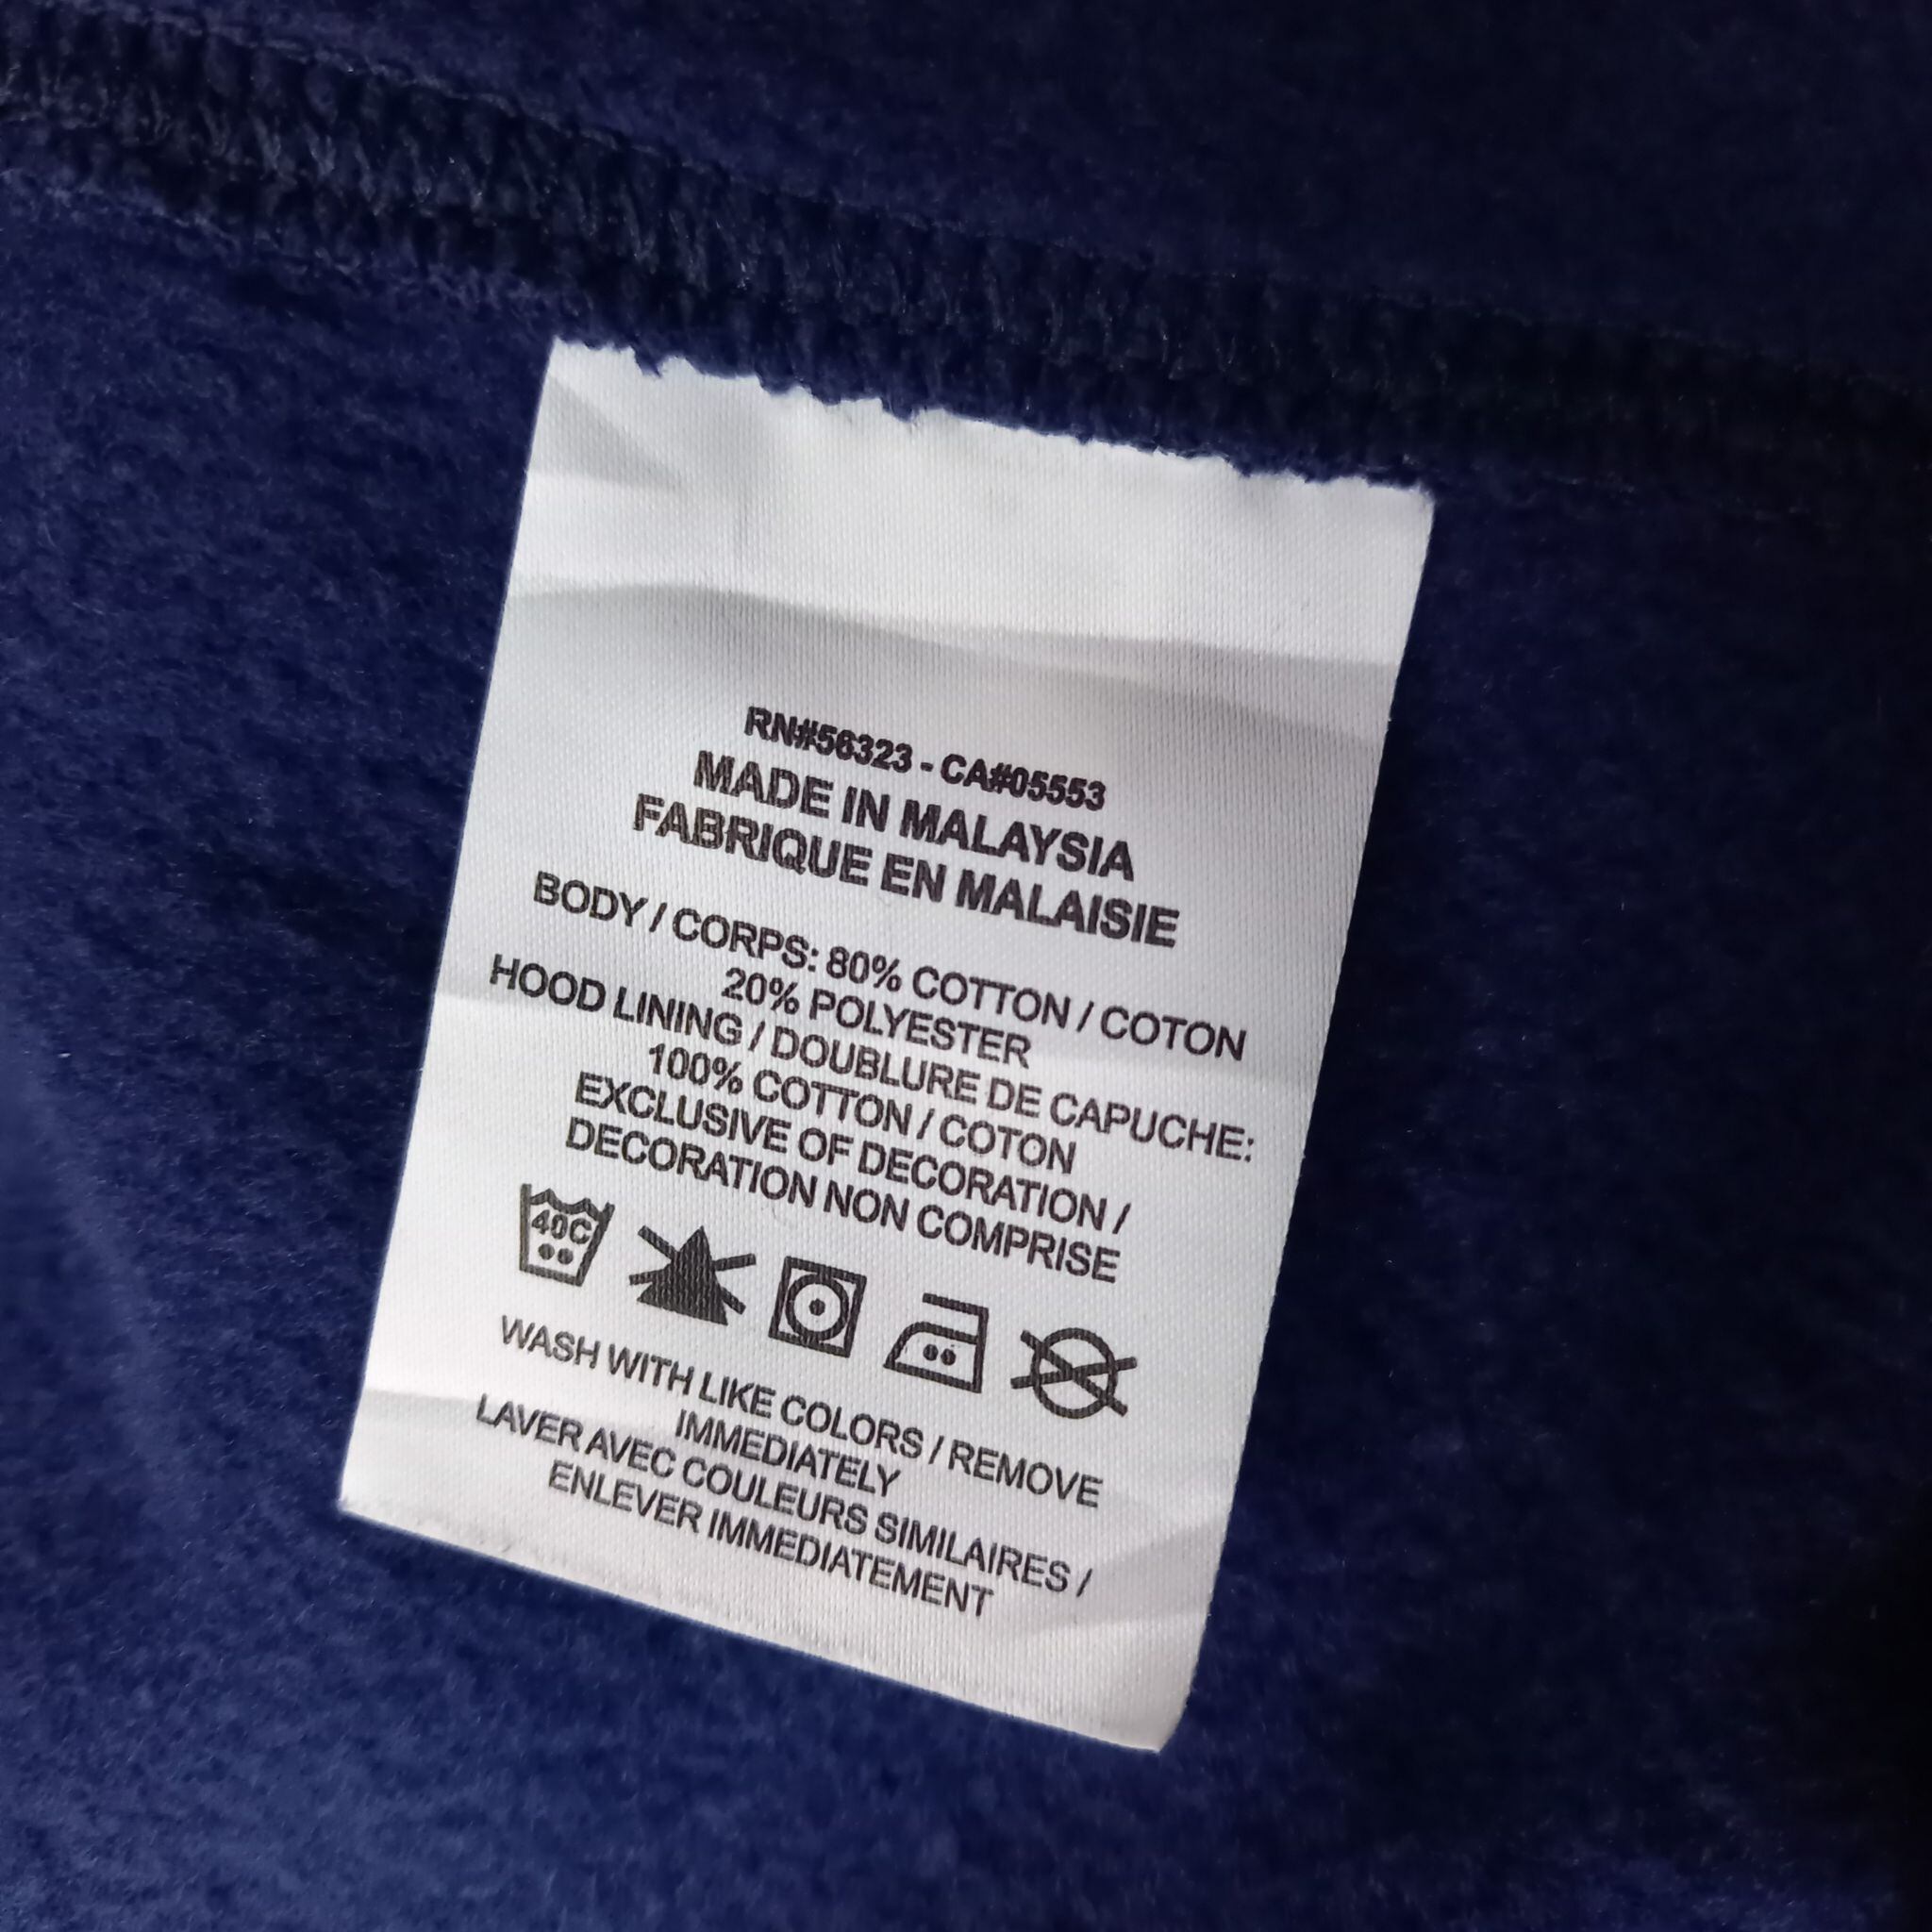 RN#56323 - CA#05553
MADE IN MALAYSIA
FABRIQUE EN MALAISIE
BODY / CORPS: 80% COTTON / COTON
20% POLYESTER
HOOD LINING / DOUBLURE DE CAPUCHE:
100% COTTON / COTON
EXCLUSIVE OF DECORATION /
DECORATION NON COMPRISE
40C
WASH WITH LIKE COLORS / REMOVE
IMMEDIATELY
LAVER AVEC COULEURS SIMILAIRES /
ENLEVER IMMEDIATEMENT